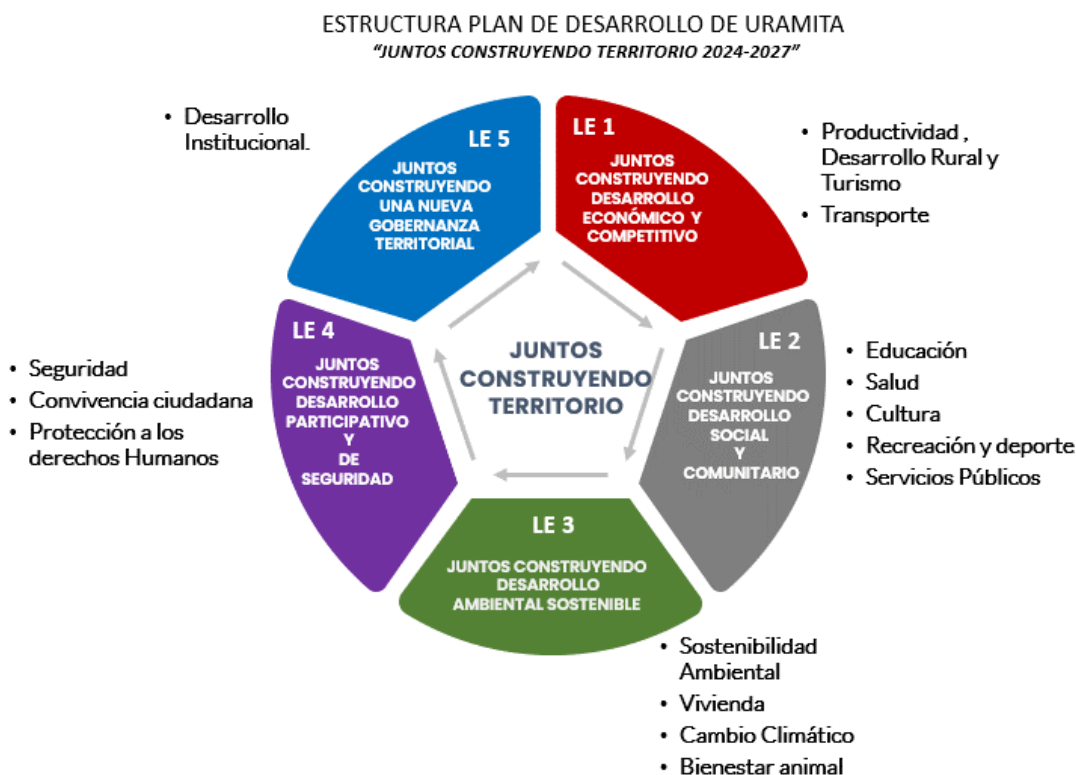 ESTRUCTURA PLAN DE DESARROLLO DE URAMITA
“JUNTOS CONSTRUYENDO TERRITORIO 2024-2027”
LE 1
JUNTOS
CONSTRUYENDO
DESARROLLO
ECONÓMICO Y
COMPETITIVO
• Productividad ,
Desarrollo Rural y
Turismo
• Transporte
LE 2
JUNTOS
CONSTRUYENDO
DESARROLLO
SOCIAL
Y
COMUNITARIO
• Educación
• Salud
• Cultura
• Recreación y deporte
• Servicios Públicos
LE 3
JUNTOS CONSTRUYENDO
DESARROLLO
AMBIENTAL SOSTENIBLE
• Sostenibilidad
Ambiental
• Vivienda
• Cambio Climático
• Bienestar animal
LE 4
JUNTOS
CONSTRUYENDO
DESARROLLO
PARTICIPATIVO
Y
DE
SEGURIDAD
• Seguridad
• Convivencia ciudadana
• Protección a los
derechos Humanos
LE 5
JUNTOS
CONSTRUYENDO
UNA NUEVA
GOBERNANZA
TERRITORIAL
• Desarrollo
Institucional.
JUNTOS
CONSTRUYENDO
TERRITORIO